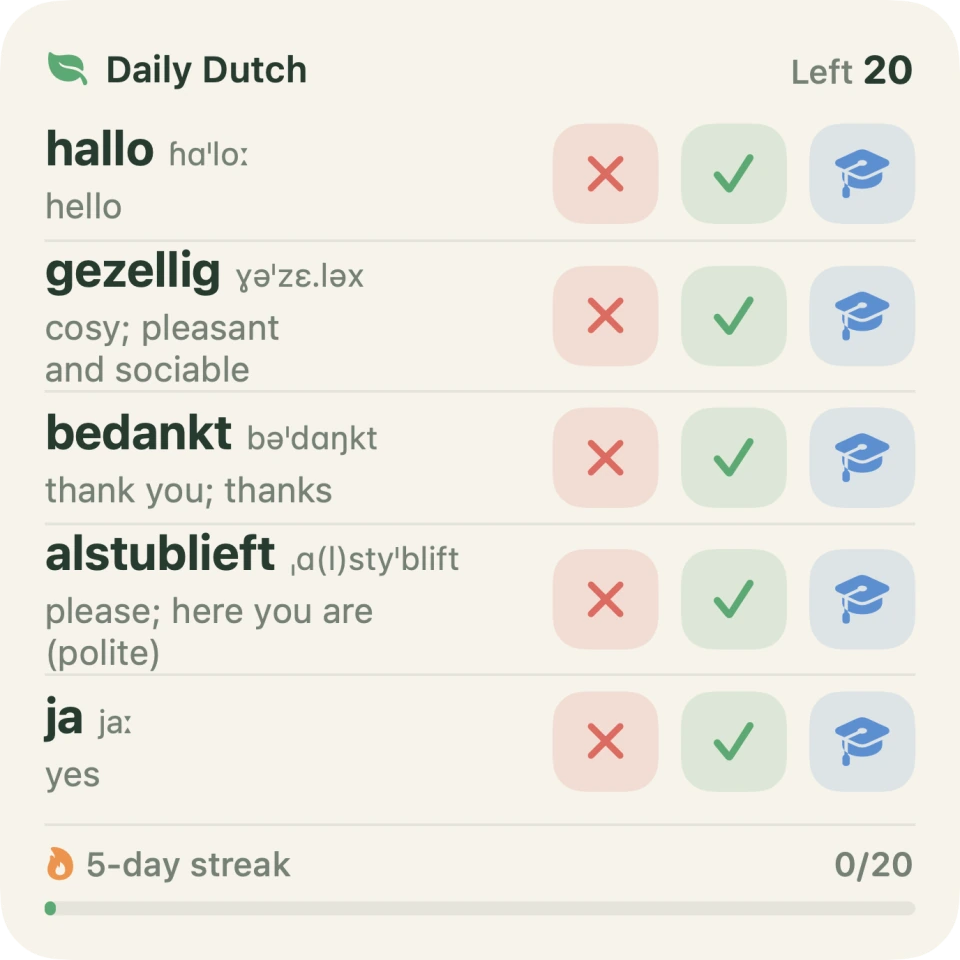 Daily Dutch
Left 20
hallo ɦɑˈloː
hello
gezellig ɣəˈzɛ.ləx
cosy; pleasant
and sociable
bedankt bəˈdɑŋkt
thank you; thanks
alstublieft ˌɑ(l)styˈblift
please; here you are
(polite)
ja jaː
yes
5-day streak
0/20